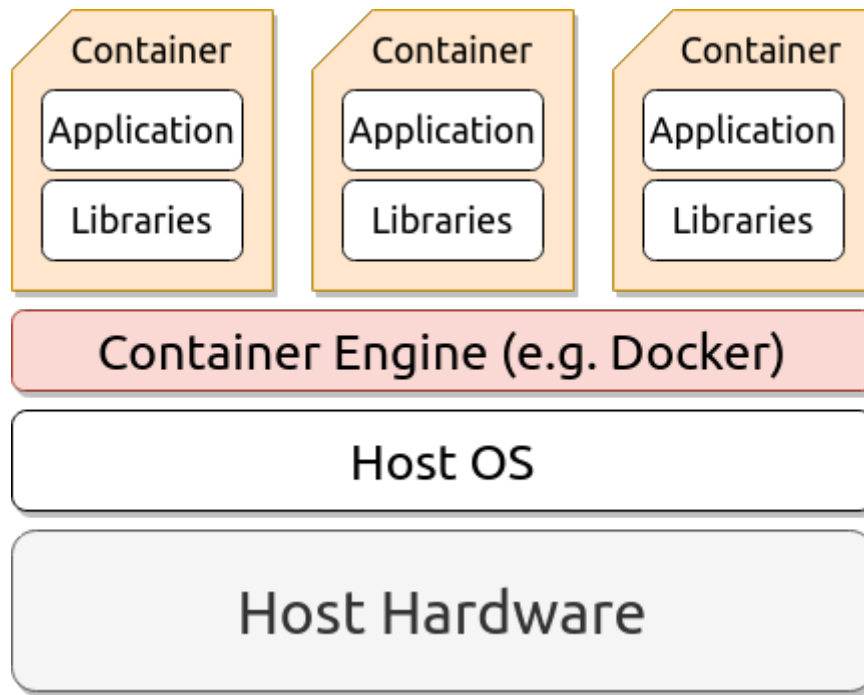 Container Container Container
Application Application Application
Libraries Libraries Libraries
Container Engine (e.g. Docker)
Host OS
Host Hardware